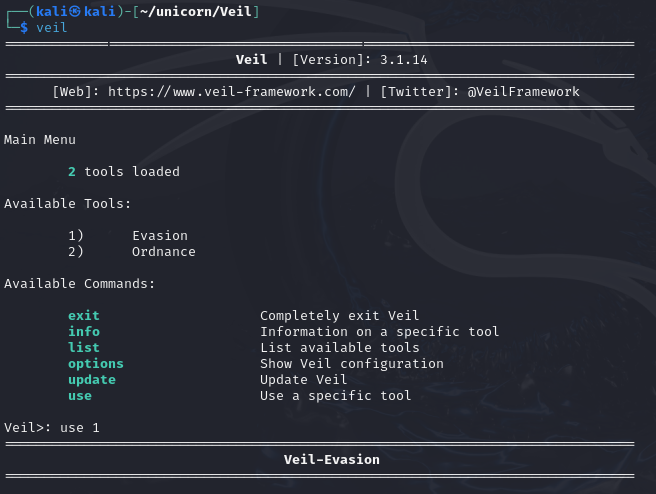 ┌──(kali㉿kali)-[~/unicorn/Veil]
└─$ veil
Veil | [Version]: 3.1.14
[Web]: https://www.veil-framework.com/ | [Twitter]: @VeilFramework
Main Menu
2 tools loaded
Available Tools:
1) Evasion
2) Ordnance
Available Commands:
exit Completely exit Veil
info Information on a specific tool
list List available tools
options Show Veil configuration
update Update Veil
use Use a specific tool
Veil>: use 1
Veil-Evasion